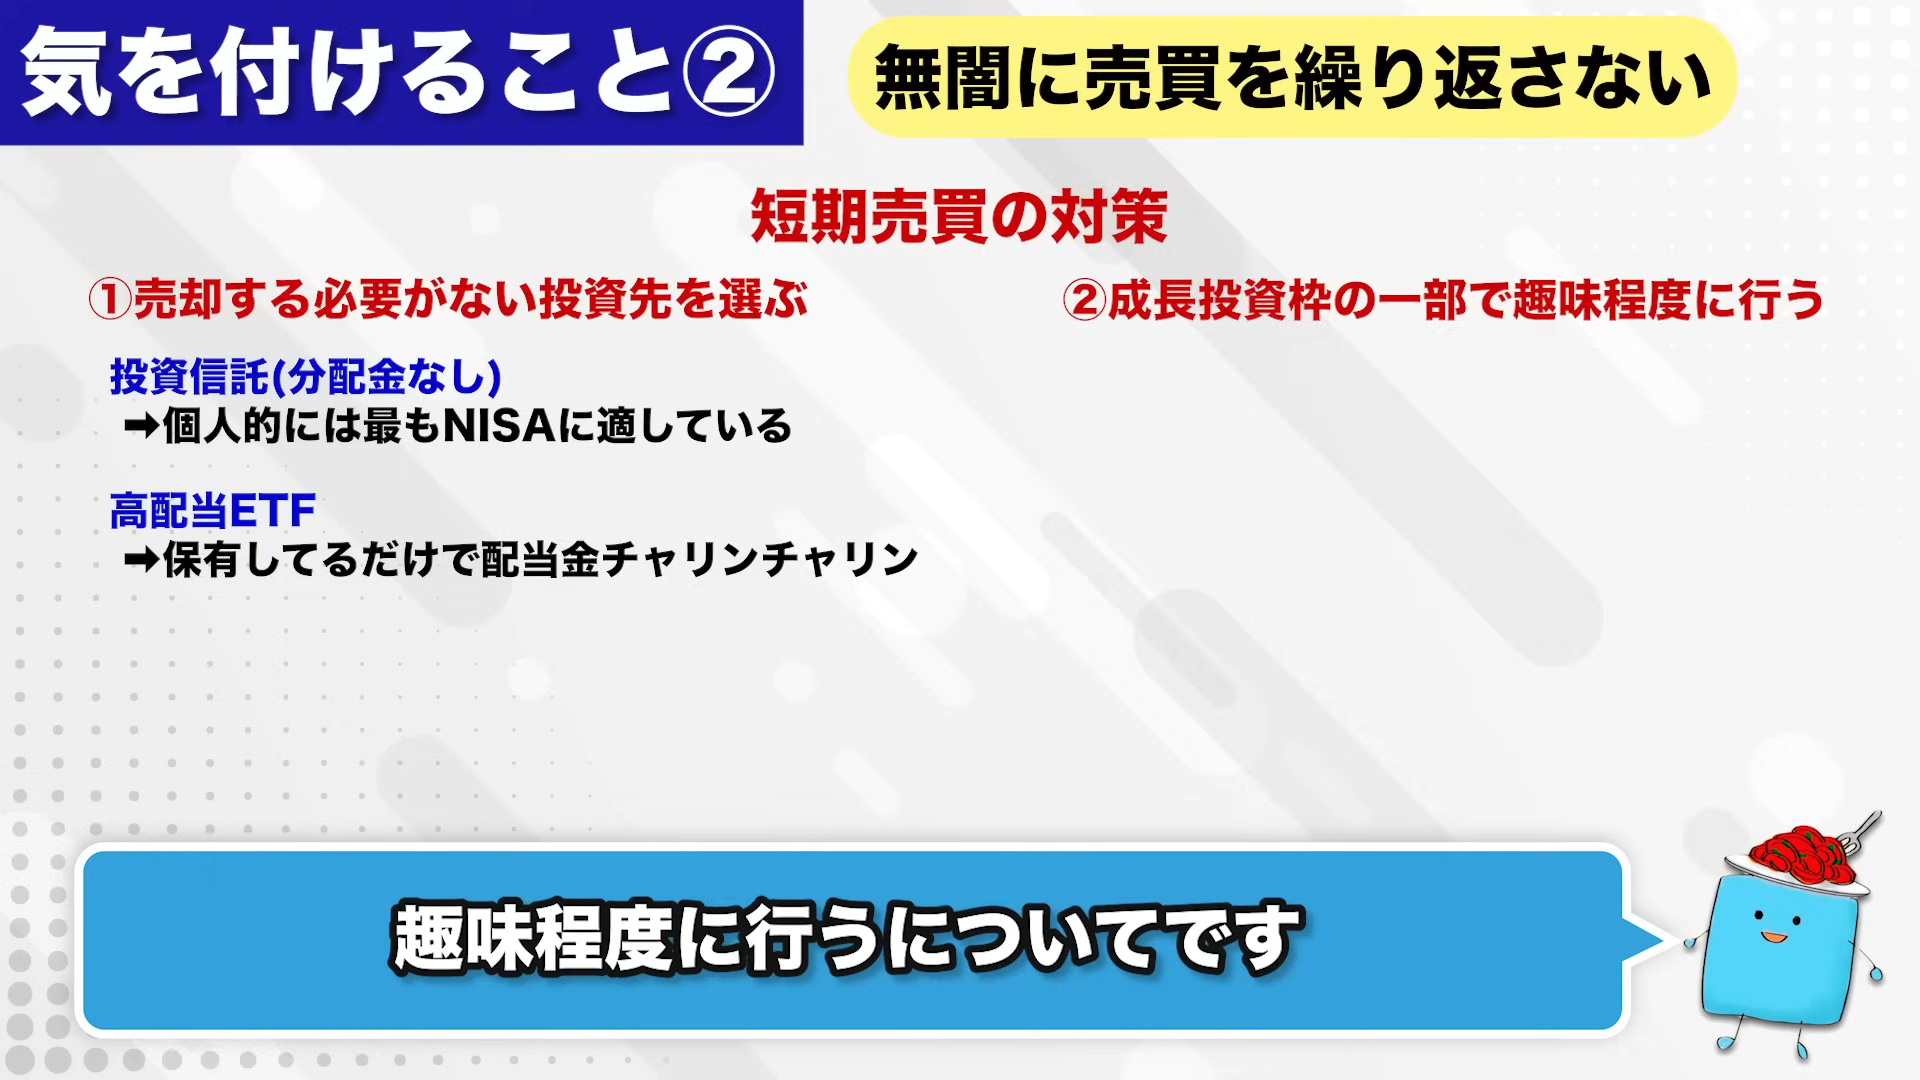 気を付けること②
無闇に売買を繰り返さない
短期売買の対策
①売却する必要がない投資先を選ぶ
投資信託(分配金なし)
➡個人的には最もNISAに適している
高配当ETF
➡保有してるだけで配当金チャリンチャリン
②成長投資枠の一部で趣味程度に行う
趣味程度に行うについてです